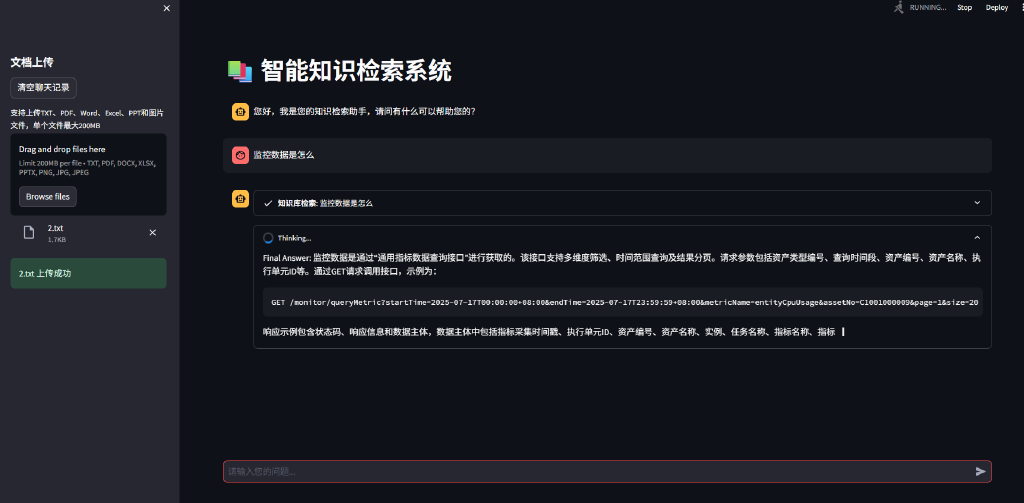 RUNNING...
Stop
Deploy
文档上传
清空聊天记录
支持上传TXT、PDF、Word、Excel、PPT和图片
文件，单个文件最大200MB
Drag and drop files here
Limit 200MB per file • TXT, PDF, DOCX, XLSX,
PPTX, PNG, JPG, JPEG
Browse files
2.txt
1.7KB
2.txt 上传成功
智能知识检索系统
您好，我是您的知识检索助手，请问有什么可以帮助您的？
监控数据是怎么
知识库检索: 监控数据是怎么
Thinking...
Final Answer: 监控数据是通过“通用指标数据查询接口”进行获取的。该接口支持多维度筛选、时间范围查询及结果分页。请求参数包括资产类型编号、查询时间段、资产编号、资产名称、执
行单元ID等。通过GET请求调用接口，示例为：
GET /monitor/queryMetric?startTime=2025-07-17T00:00:00+08:00&endTime=2025-07-17T23:59:59+08:00&metricName=entityCpuUsage&assetNo=C1001000009&page=1&size=20
响应示例包含状态码、响应信息和数据主体，数据主体中包括指标采集时间戳、执行单元ID、资产编号、资产名称、实例、任务名称、指标名称、指标
请输入您的问题...